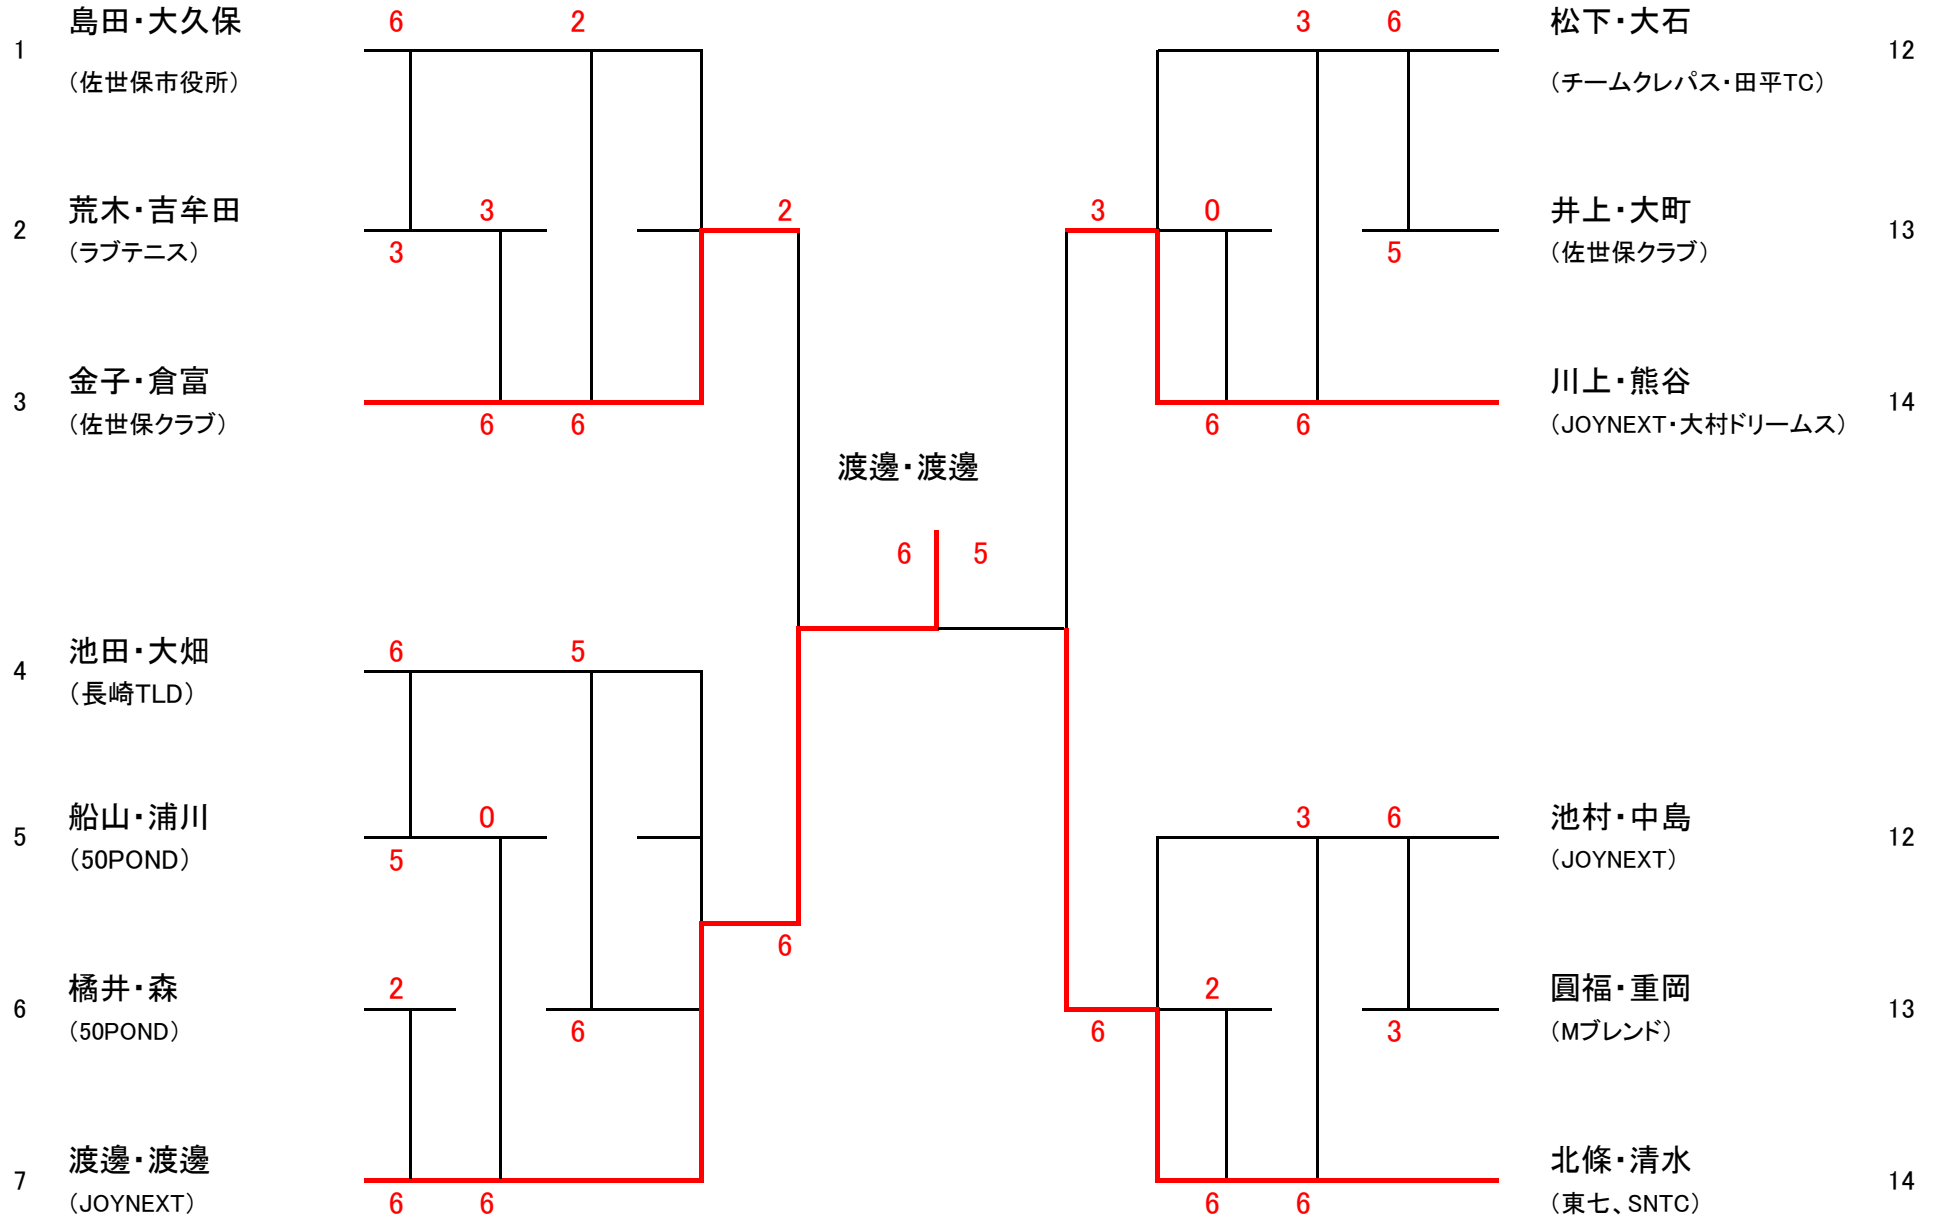 島田・大久保 6 2 3 6 松下・大石
1 12
(佐世保市役所) (チームクレパス・田平TC)
荒木・吉牟田 3 2 3 0 井上・大町
2 13
(ラブテニス) 3 5 (佐世保クラブ)
金子・倉富 川上・熊谷
3 14
(佐世保クラブ) 6 6 6 6 (JOYNEXT・大村ドリームス)
渡邊・渡邊
6 5
池田・大畑 6 5
4
(長崎TLD)
船山・浦川 0 3 6 池村・中島
5 12
(50POND) 5 (JOYNEXT)
6
橘井・森 2 2 圓福・重岡
6 13
(50POND) 6 6 3 (Mブレンド)
渡邊・渡邊 北條・清水
7 14
(JOYNEXT) 6 6 6 6 (東七、SNTC)